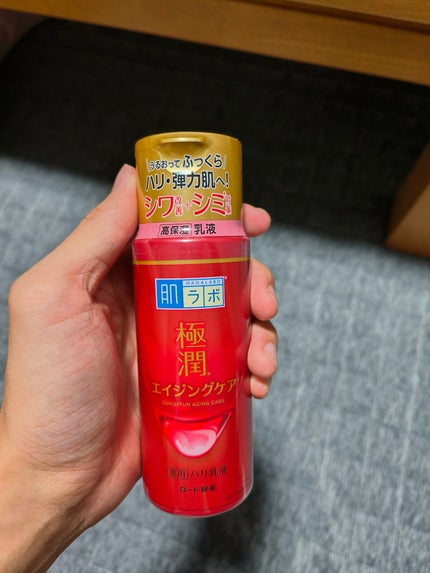 うるおって ふっくら
ハリ・弾力肌へ!
シワ改善+シミ
高保湿 乳液
HADALABO
肌ラボ
極
潤®
エイジングケア
GOKUJYUN AGING CARE
薬用 ハリ乳液
ロート製薬